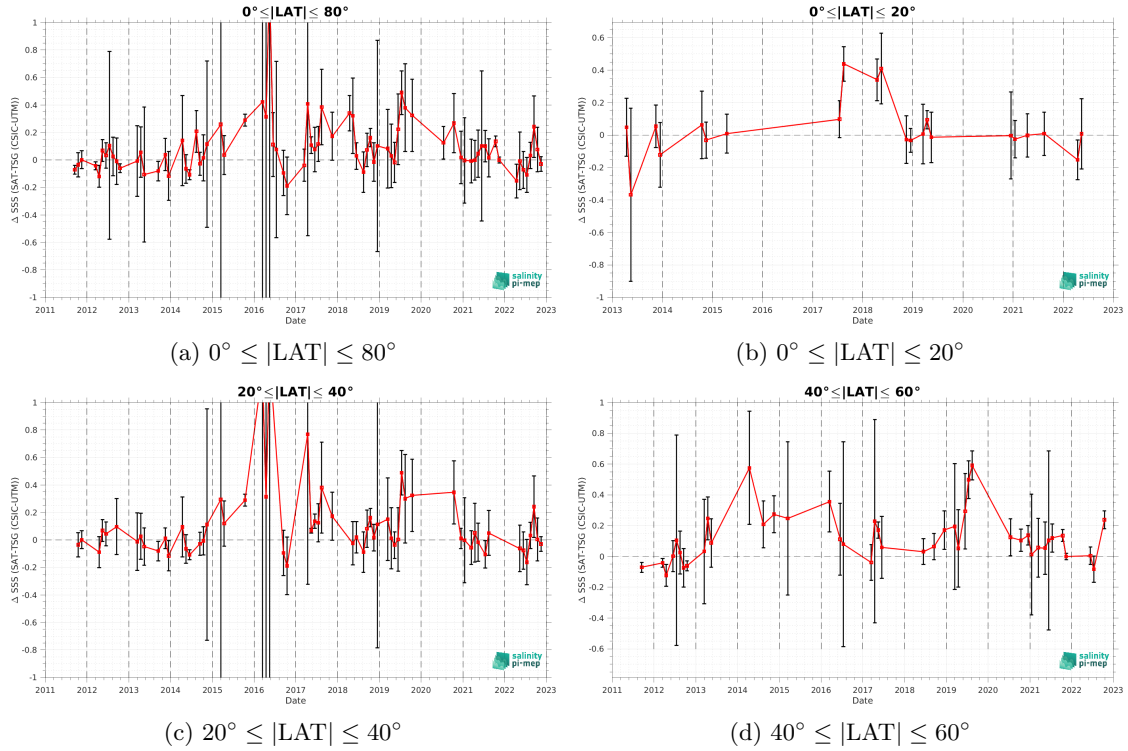 0°≤|LAT|≤ 80°
1
0.8
0.6
0.4
0.2
0
-0.2
-0.4
-0.6
-0.8
-1
Δ SSS (SAT-TSG (CSIC-UTM))
2011 2012 2013 2014 2015 2016 2017 2018 2019 2020 2021 2022 2023
Date
salinity
pi-mep
(a) 0° ≤ |LAT| ≤ 80°
0°≤|LAT|≤ 20°
0.8
0.6
0.4
0.2
0
-0.2
-0.4
-0.6
-0.8
-1
Δ SSS (SAT-TSG (CSIC-UTM))
2013 2014 2015 2016 2017 2018 2019 2020 2021 2022 2023
Date
salinity
pi-mep
(b) 0° ≤ |LAT| ≤ 20°
20°≤|LAT|≤ 40°
1
0.8
0.6
0.4
0.2
0
-0.2
-0.4
-0.6
-0.8
-1
Δ SSS (SAT-TSG (CSIC-UTM))
2011 2012 2013 2014 2015 2016 2017 2018 2019 2020 2021 2022 2023
Date
salinity
pi-mep
(c) 20° ≤ |LAT| ≤ 40°
40°≤|LAT|≤ 60°
1
0.8
0.6
0.4
0.2
0
-0.2
-0.4
-0.6
Δ SSS (SAT-TSG (CSIC-UTM))
2011 2012 2013 2014 2015 2016 2017 2018 2019 2020 2021 2022 2023
Date
salinity
pi-mep
(d) 40° ≤ |LAT| ≤ 60°